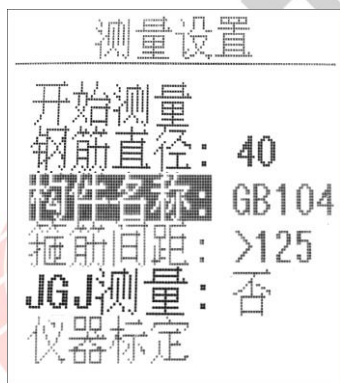 测量设置
开始测量
钢筋直径: 40
构件名称: GB104
箍筋间距: >125
JGJ测量: 否
仪器标定